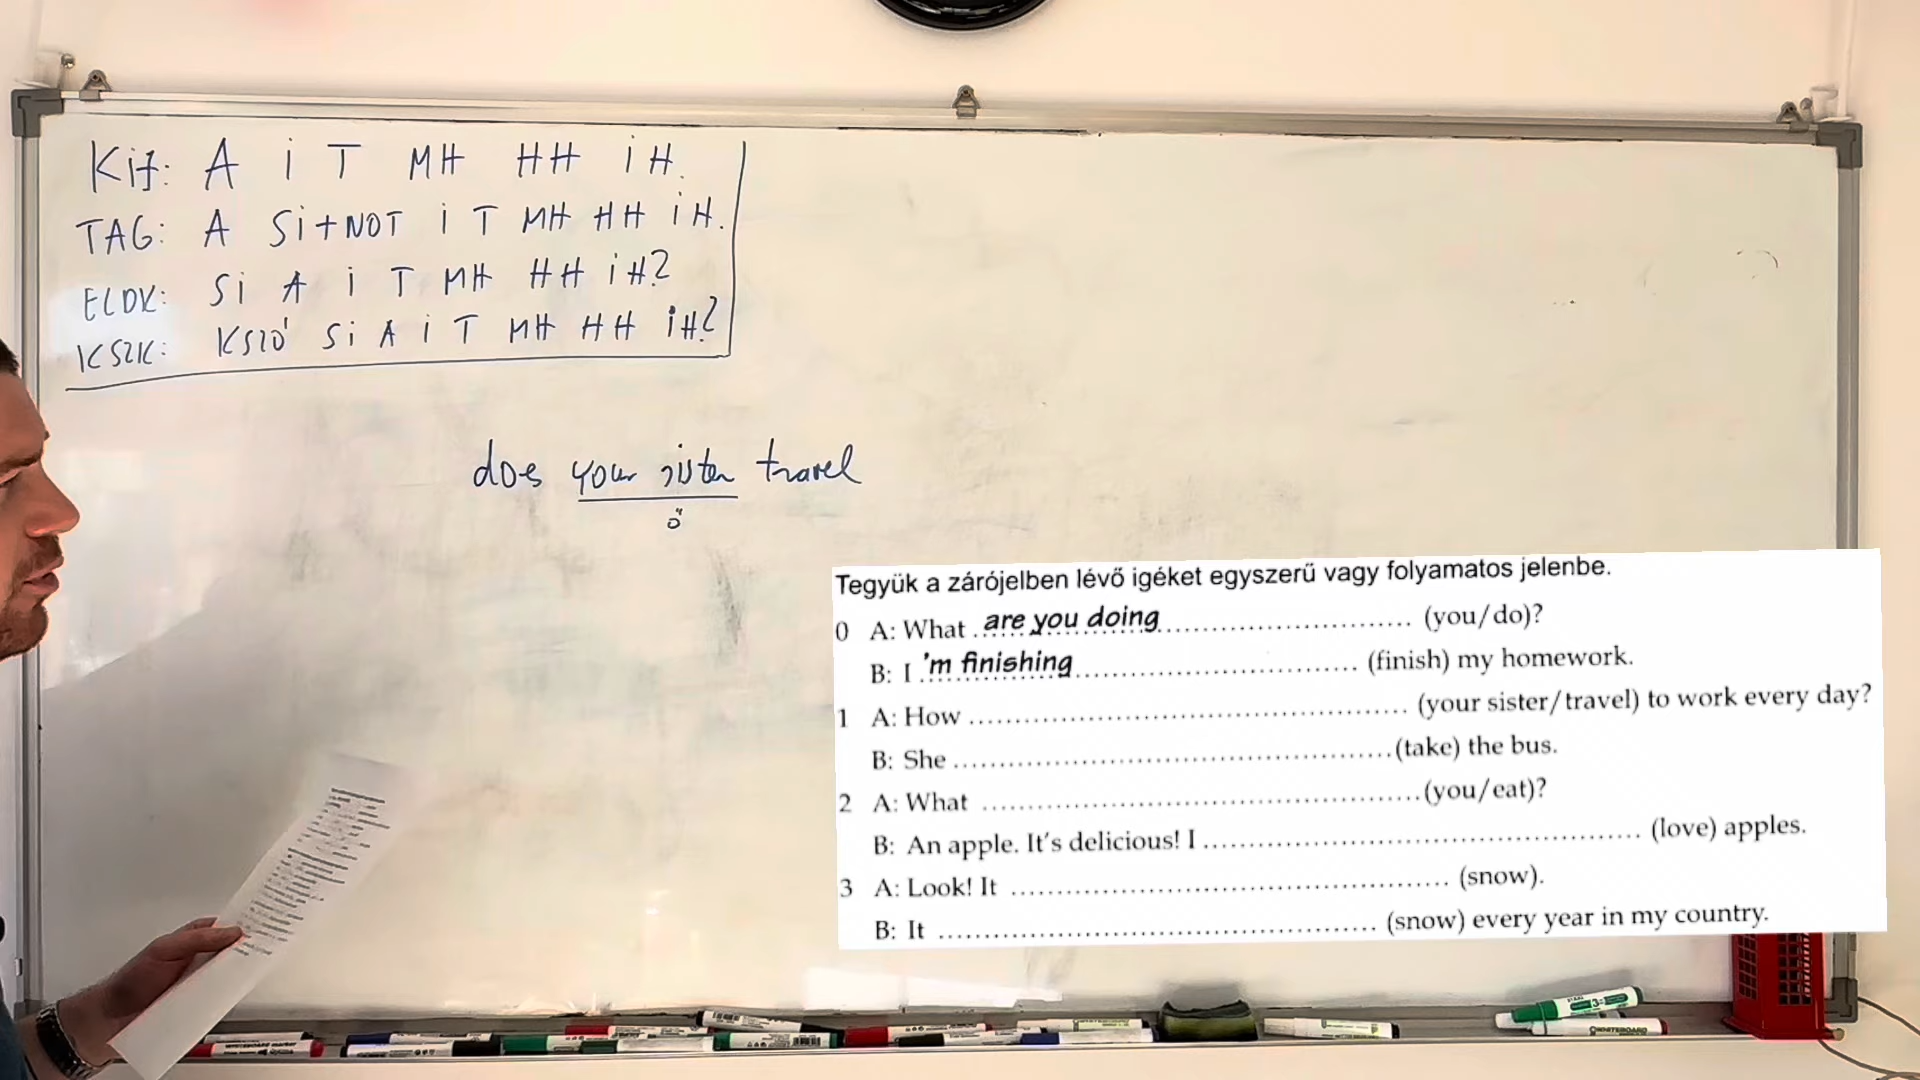 Kif: A i T MH HH iH.
TAG: A Si+NOT i T MH HH iH.
ELDK: Si A i T MH HH iH?
KSZK: KSZÓ Si A i T MH HH iH?
does your sister travel
ő
Tegyük a zárójelben lévő igéket egyszerű vagy folyamatos jelenbe.
0 A: What are you doing (you/do)?
B: I 'm finishing (finish) my homework.
1 A: How ........ (your sister/travel) to work every day?
B: She ........ (take) the bus.
2 A: What ........ (you/eat)?
B: An apple. It's delicious! I ........ (love) apples.
3 A: Look! It ........ (snow).
B: It ........ (snow) every year in my country.